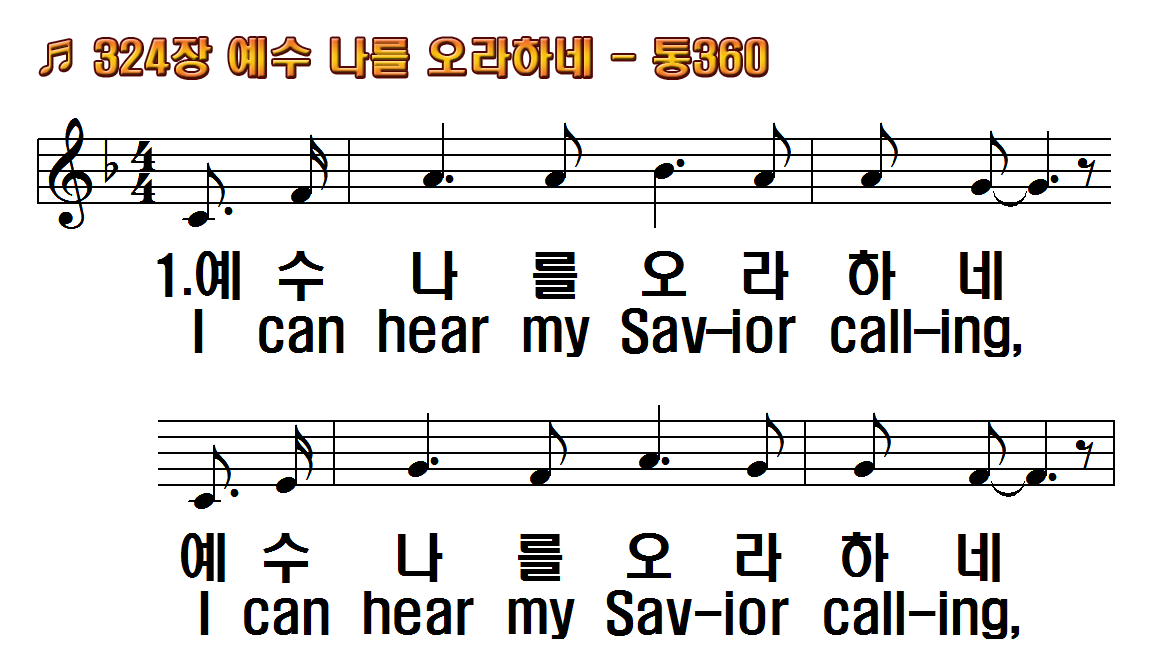 ♬ 324장 예수 나를 오라하네 - 통360
4
4
1.예 수 나 를 오 라 하 네
I can hear my Sav-ior call-ing,
예 수 나 를 오 라 하 네
I can hear my Sav-ior call-ing,